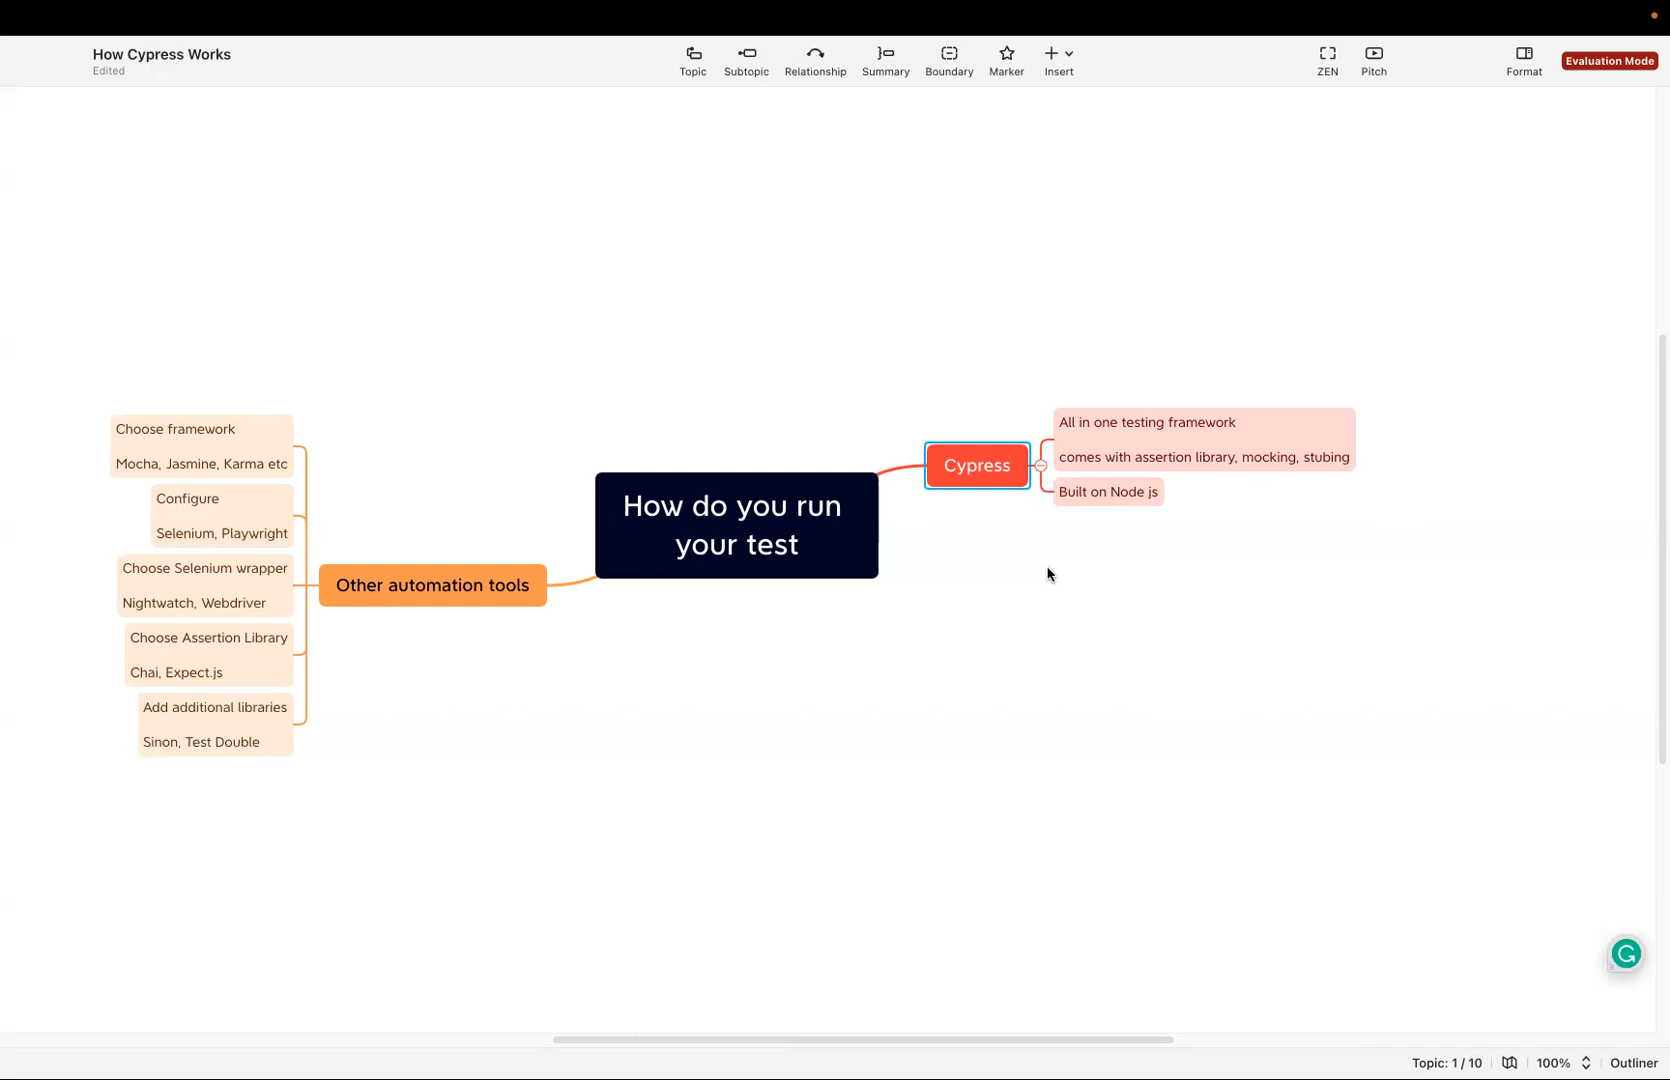 How Cypress Works
Edited
Topic
Subtopic
Relationship
Summary
Boundary
Marker
Insert
ZEN
Pitch
Format
Evaluation Mode
Choose framework
Mocha, Jasmine, Karma etc
Configure
Selenium, Playwright
Choose Selenium wrapper
Nightwatch, Webdriver
Choose Assertion Library
Chai, Expect.js
Add additional libraries
Sinon, Test Double
Other automation tools
How do you run
your test
Cypress
All in one testing framework
comes with assertion library, mocking, stubing
Built on Node js
Topic: 1 / 10
100%
Outliner